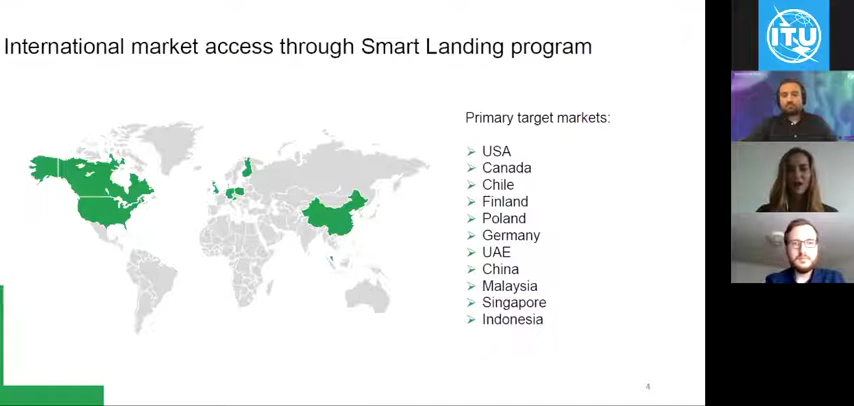 International market access through Smart Landing program
ITU
Primary target markets:
USA
Canada
Chile
Finland
Poland
Germany
UAE
China
Malaysia
Singapore
Indonesia
4